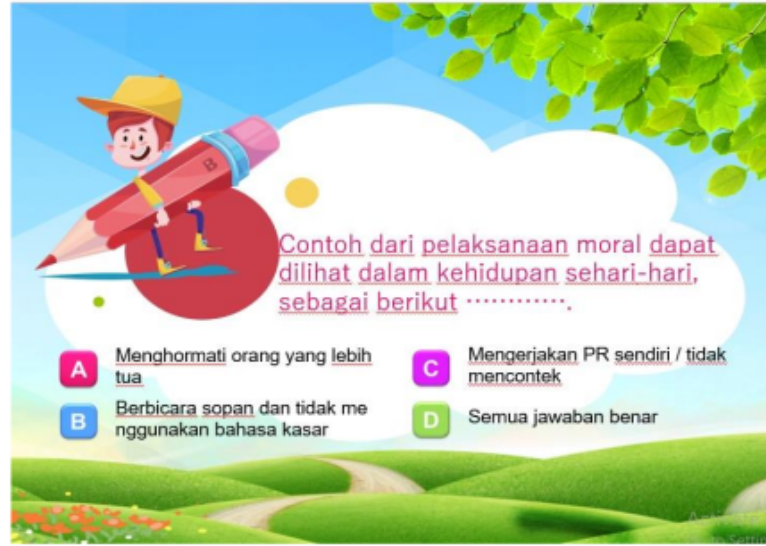 B
Contoh dari pelaksanaan moral dapat
dilihat dalam kehidupan sehari-hari,
sebagai berikut ............
A
Menghormati orang yang lebih
tua
B
Berbicara sopan dan tidak me
nggunakan bahasa kasar
C
Mengerjakan PR sendiri / tidak
mencontek
D
Semua jawaban benar